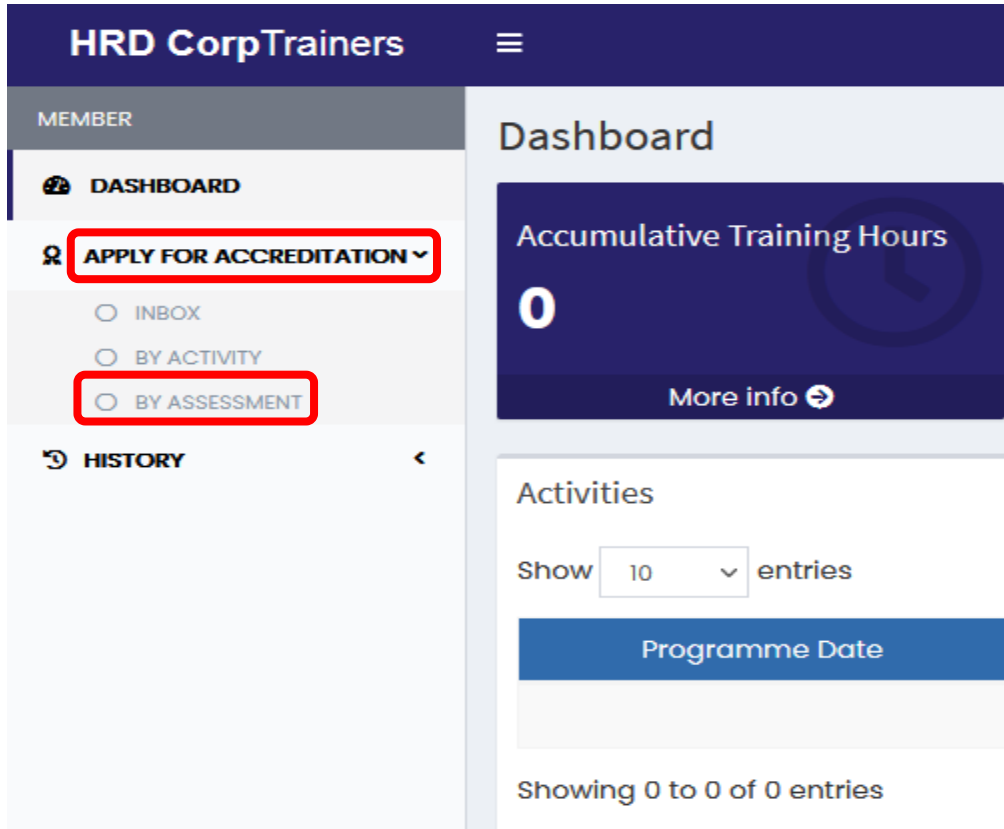 HRD CorpTrainers
MEMBER
DASHBOARD
APPLY FOR ACCREDITATION
INBOX
BY ACTIVITY
BY ASSESSMENT
HISTORY
Dashboard
Accumulative Training Hours
0
More info
Activities
Show 10 entries
Programme Date
Showing 0 to 0 of 0 entries